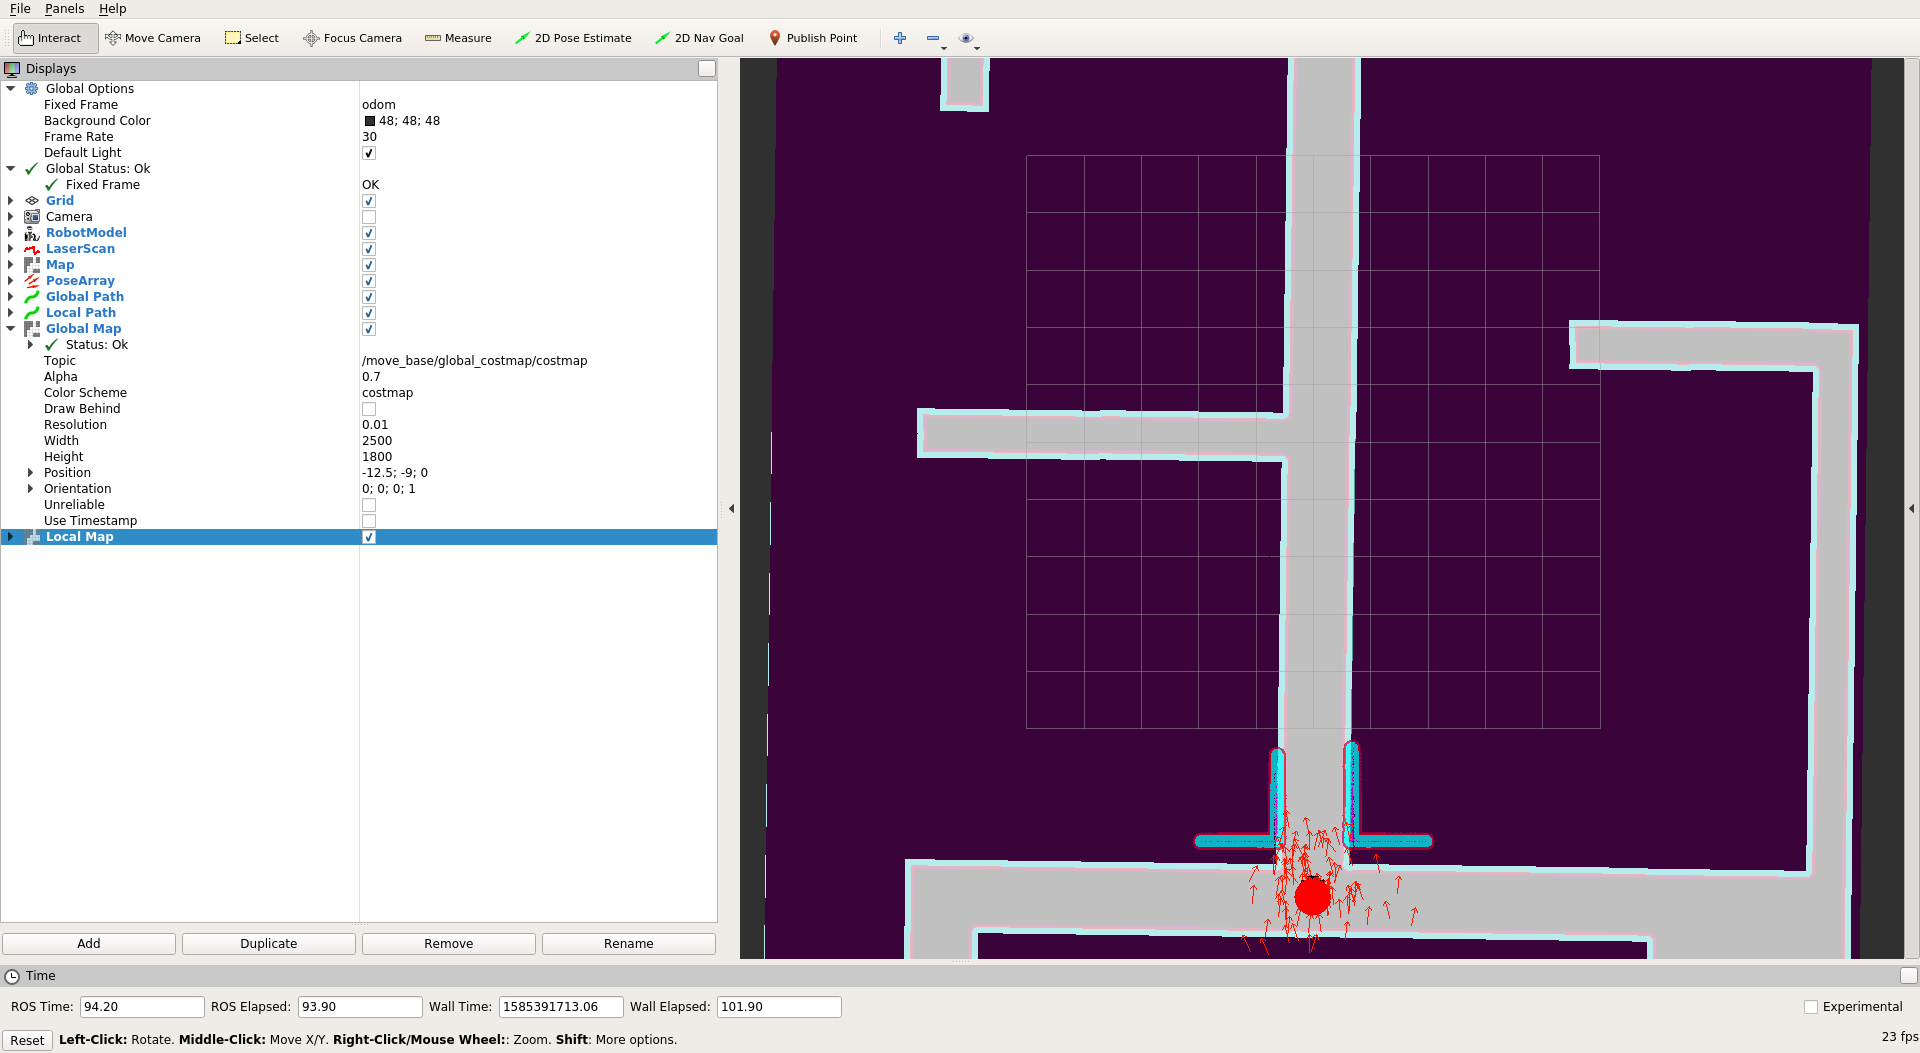 File Panels Help
Interact Move Camera Select Focus Camera Measure 2D Pose Estimate 2D Nav Goal Publish Point
Displays
Global Options
Fixed Frame odom
Background Color 48; 48; 48
Frame Rate 30
Default Light
Global Status: Ok
Fixed Frame OK
Grid
Camera
RobotModel
LaserScan
Map
PoseArray
Global Path
Local Path
Global Map
Status: Ok
Topic /move_base/global_costmap/costmap
Alpha 0.7
Color Scheme costmap
Draw Behind
Resolution 0.01
Width 2500
Height 1800
Position -12.5; -9; 0
Orientation 0; 0; 0; 1
Unreliable
Use Timestamp
Local Map
Add Duplicate Remove Rename
Time
ROS Time: 94.20 ROS Elapsed: 93.90 Wall Time: 1585391713.06 Wall Elapsed: 101.90 Experimental
Reset Left-Click: Rotate. Middle-Click: Move X/Y. Right-Click/Mouse Wheel:: Zoom. Shift: More options. 23 fps